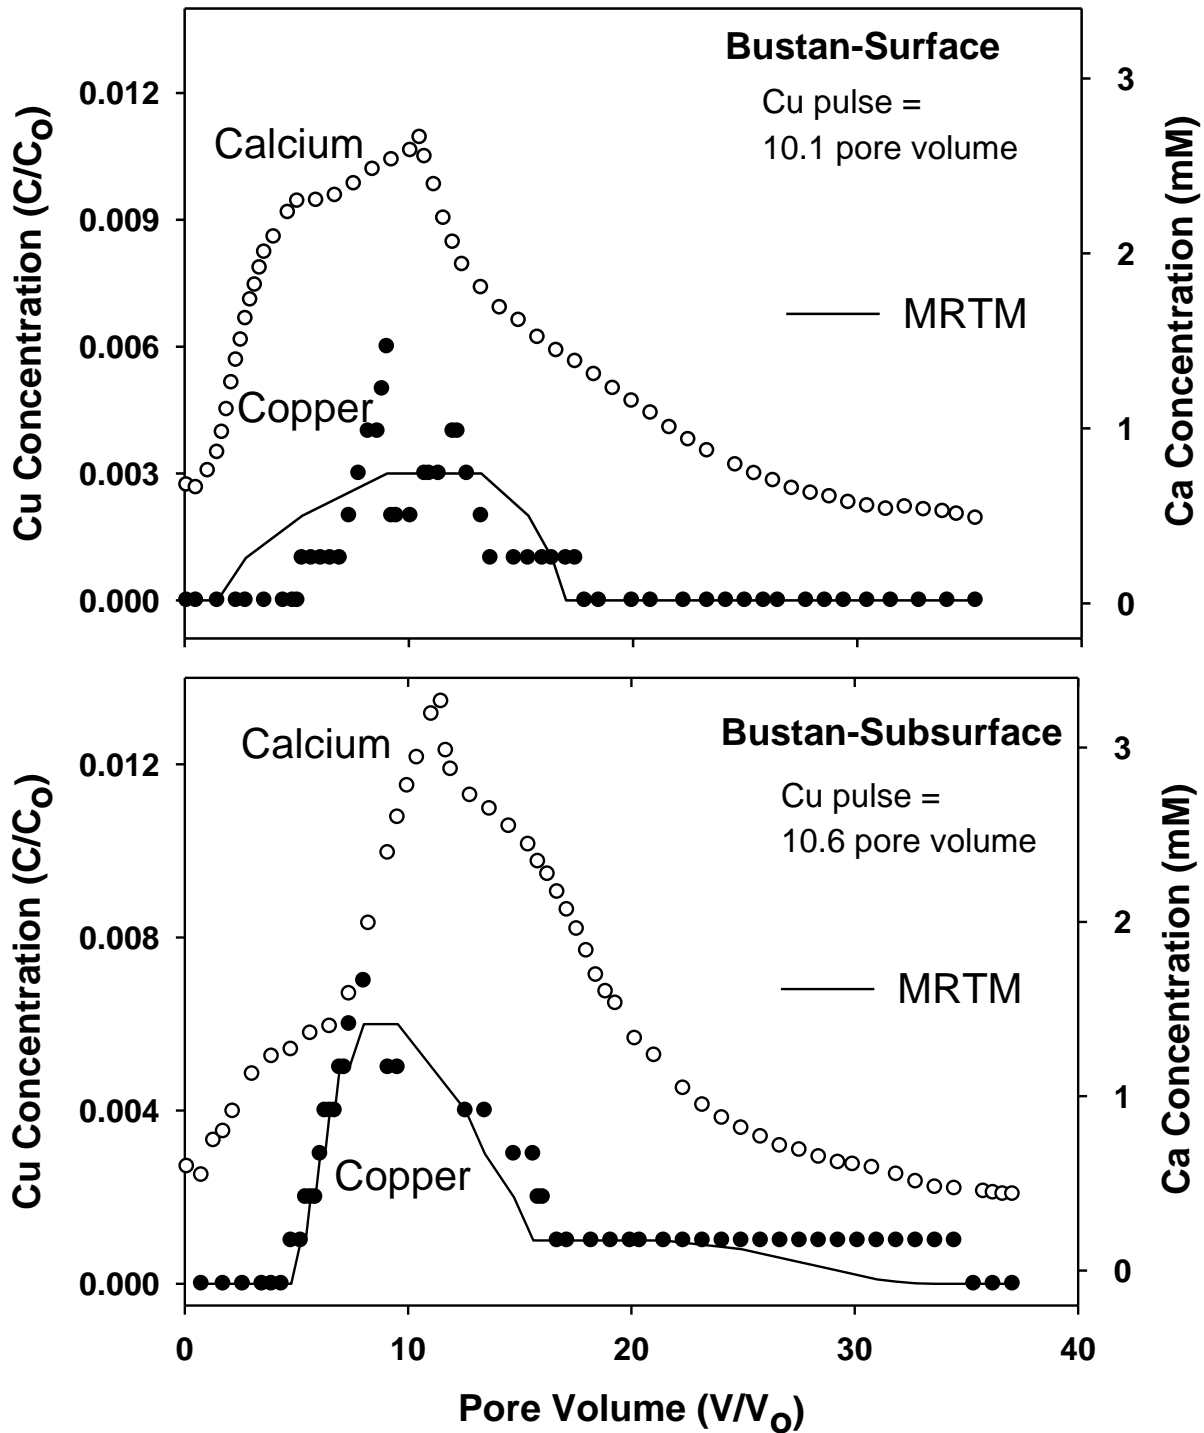 Bustan-Surface
Cu pulse =
10.1 pore volume
Calcium
Copper
MRTM
Cu Concentration (C/Co)
0.012
0.009
0.006
0.003
0.000
Ca Concentration (mM)
3
2
1
0
Bustan-Subsurface
Cu pulse =
10.6 pore volume
Calcium
Copper
MRTM
Cu Concentration (C/Co)
0.012
0.008
0.004
0.000
Ca Concentration (mM)
3
2
1
0
0 10 20 30 40
Pore Volume (V/Vo)